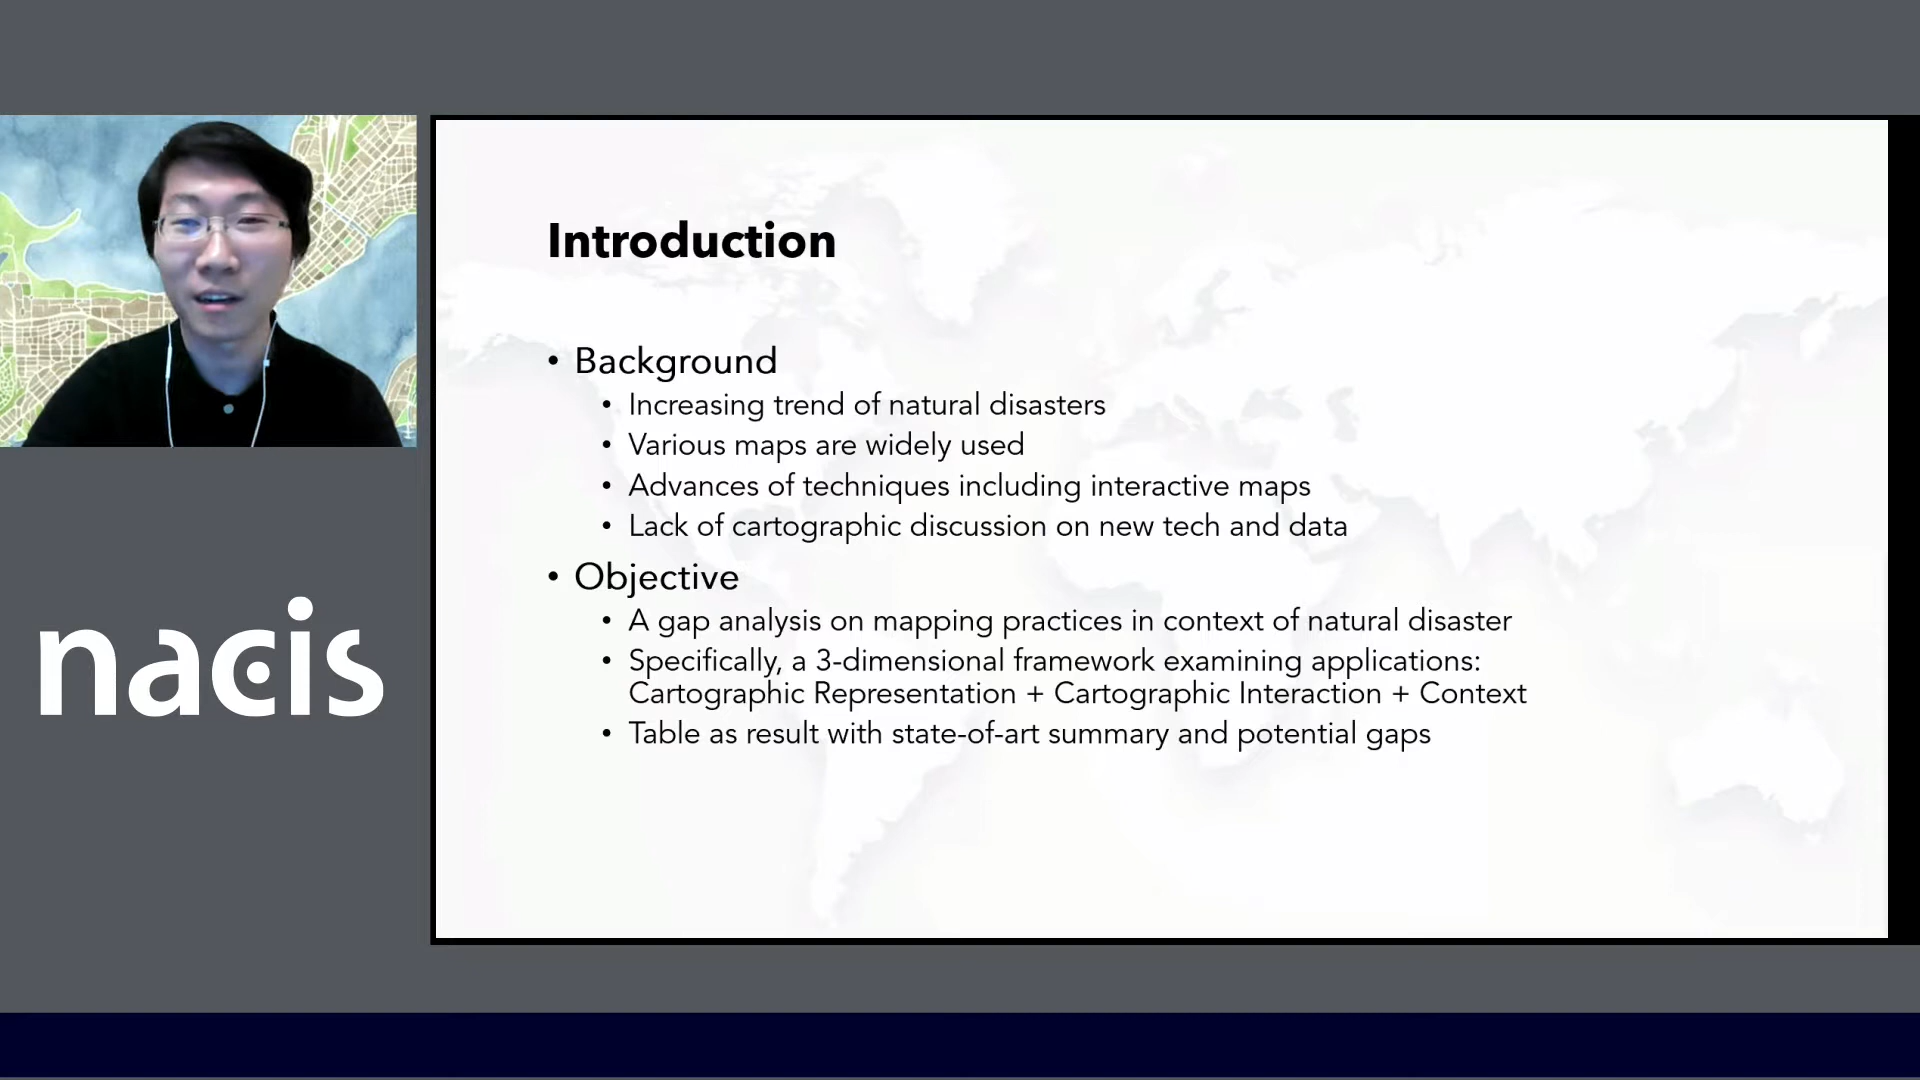 nacis
Introduction
• Background
• Increasing trend of natural disasters
• Various maps are widely used
• Advances of techniques including interactive maps
• Lack of cartographic discussion on new tech and data
• Objective
• A gap analysis on mapping practices in context of natural disaster
• Specifically, a 3-dimensional framework examining applications:
Cartographic Representation + Cartographic Interaction + Context
• Table as result with state-of-art summary and potential gaps